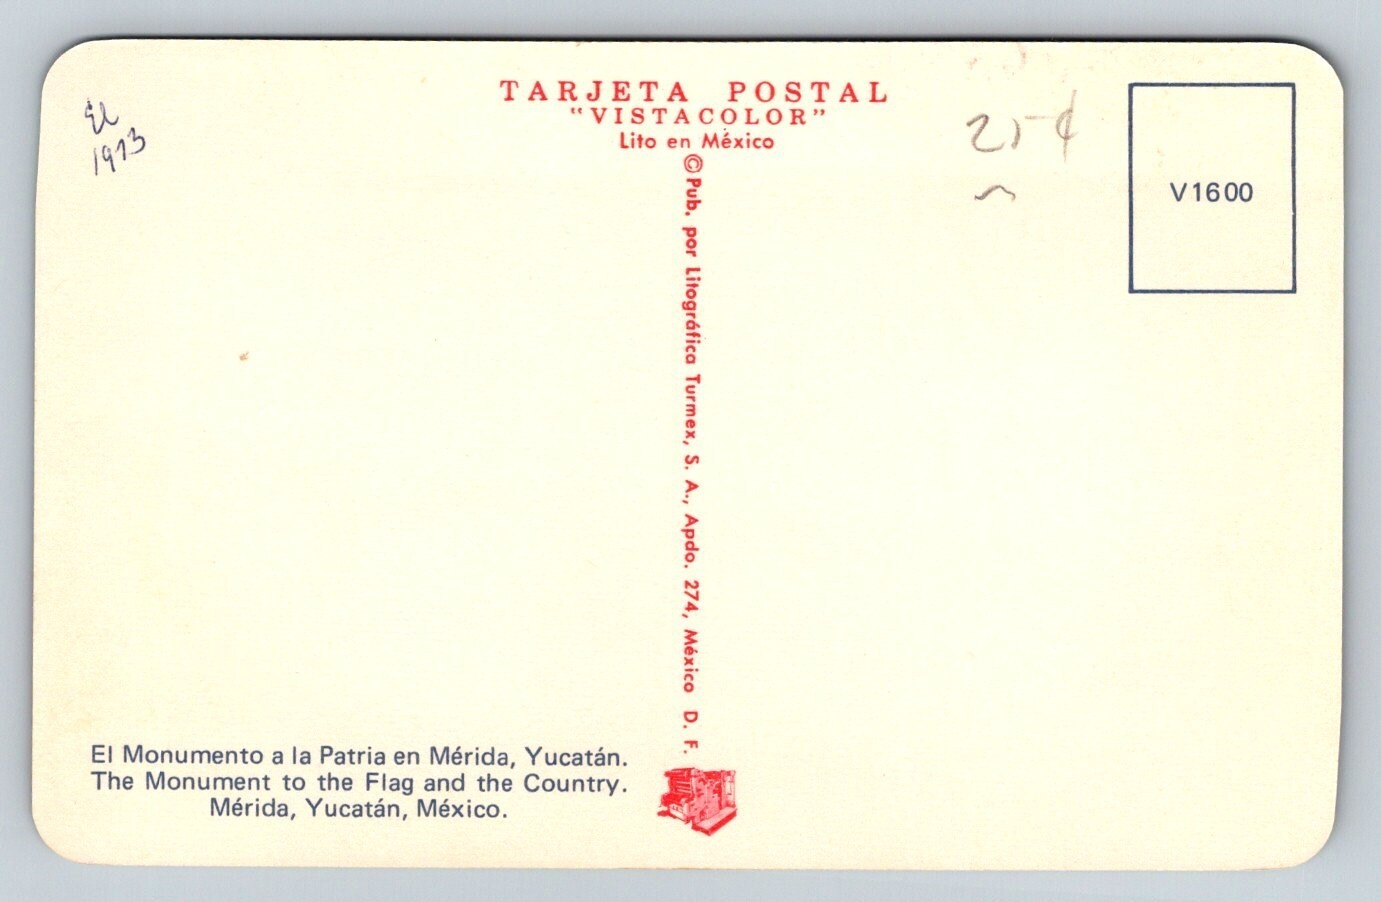 El
1973
TARJETA POSTAL
"VISTACOLOR"
Lito en México
25¢
V1600
© Pub. por Litográfica Turmex, S. A., Apdo. 274, México D. F.
El Monumento a la Patria en Mérida, Yucatán.
The Monument to the Flag and the Country.
Mérida, Yucatán, México.